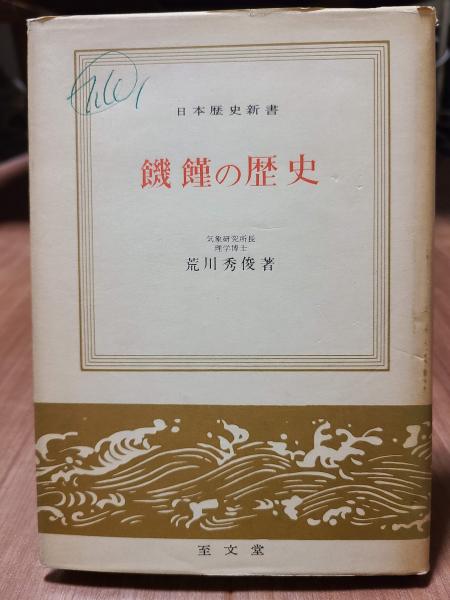 日本歴史新書
饑饉の歴史
気象研究所長
理学博士
荒川秀俊著
至文堂